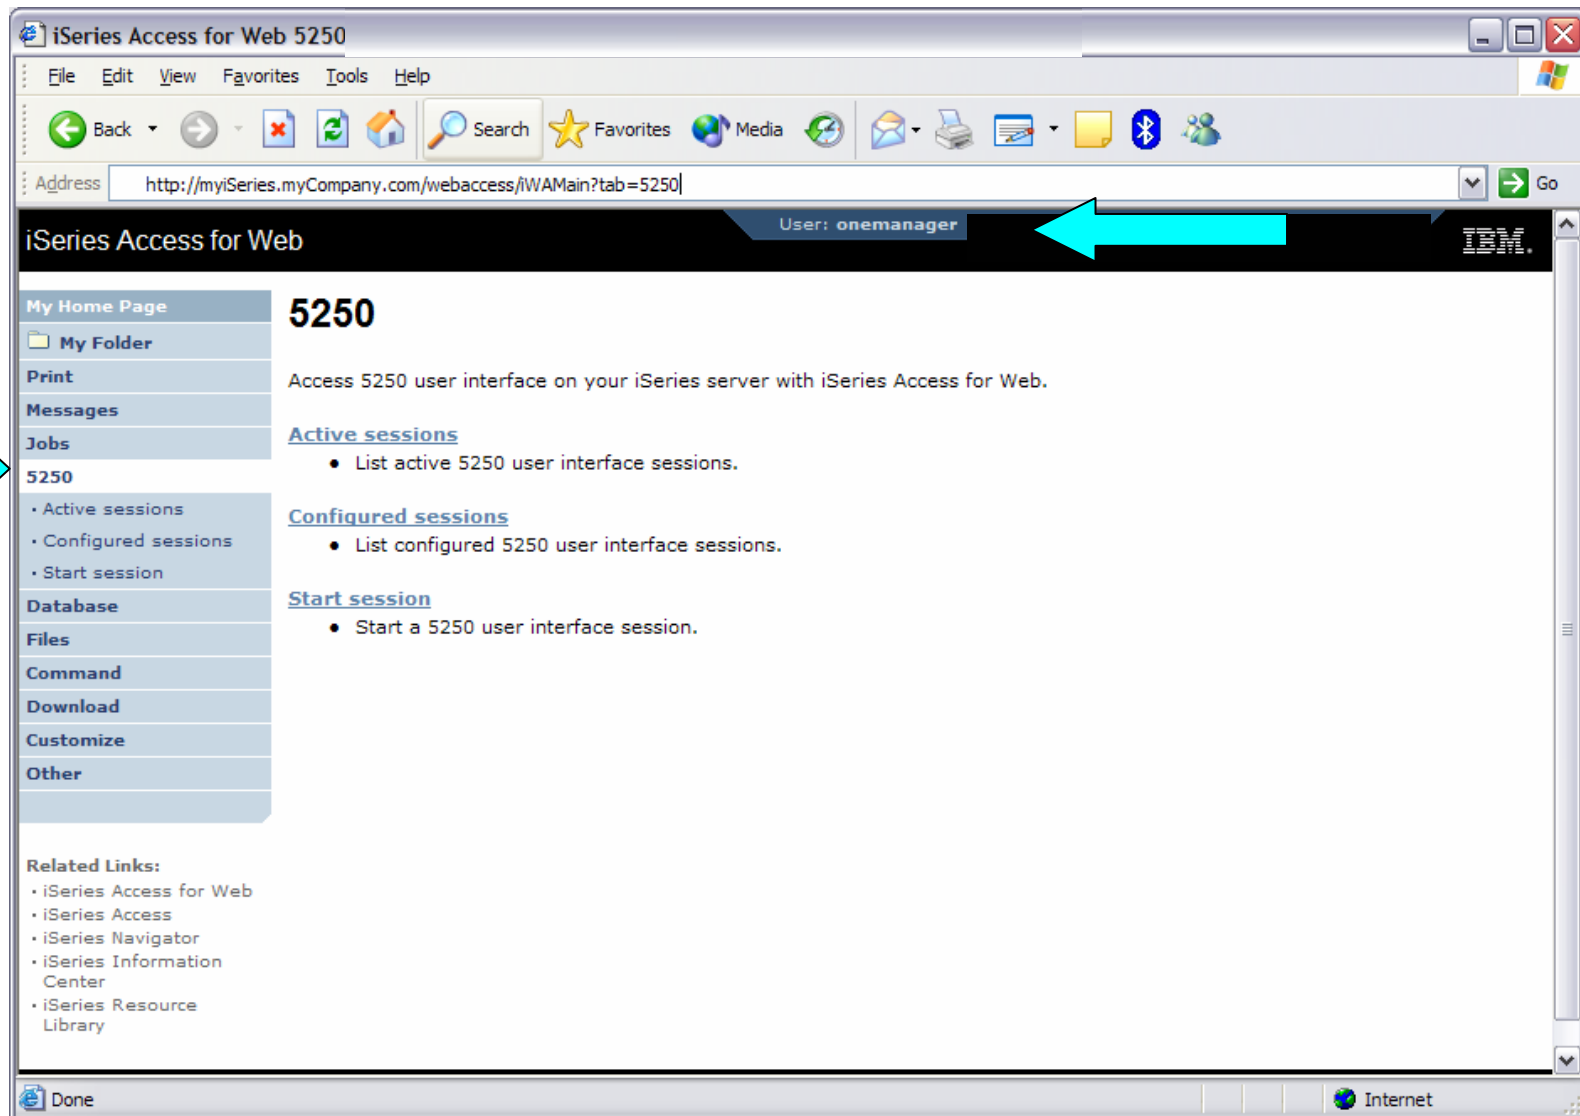 iSeries Access for Web 5250
File Edit View Favorites Tools Help
Back Search Favorites Media
Address http://myiSeries.myCompany.com/webaccess/iWAMain?tab=5250 Go
iSeries Access for Web User: onemanager IBM.
My Home Page
My Folder
Print
Messages
Jobs
5250
· Active sessions
· Configured sessions
· Start session
Database
Files
Command
Download
Customize
Other
Related Links:
· iSeries Access for Web
· iSeries Access
· iSeries Navigator
· iSeries Information
Center
· iSeries Resource
Library
5250
Access 5250 user interface on your iSeries server with iSeries Access for Web.
Active sessions
• List active 5250 user interface sessions.
Configured sessions
• List configured 5250 user interface sessions.
Start session
• Start a 5250 user interface session.
Done Internet